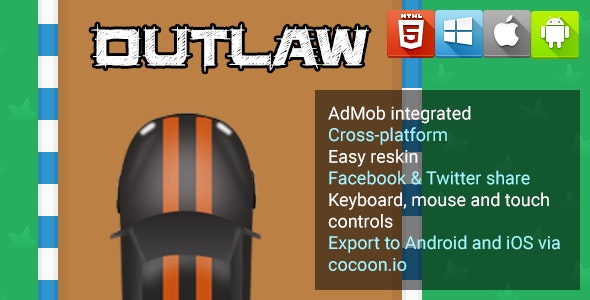 OUTLAW
HTML
5
AdMob integrated
Cross-platform
Easy reskin
Facebook & Twitter share
Keyboard, mouse and touch
controls
Export to Android and iOS via
cocoon.io